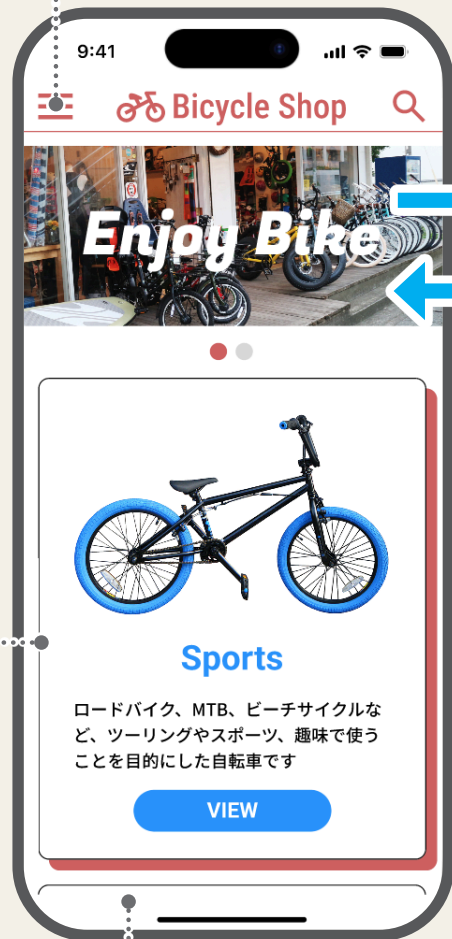 9:41
Bicycle Shop
Enjoy Bike
Sports
ロードバイク、MTB、ビーチサイクルな
ど、ツーリングやスポーツ、趣味で使う
ことを目的にした自転車です
VIEW